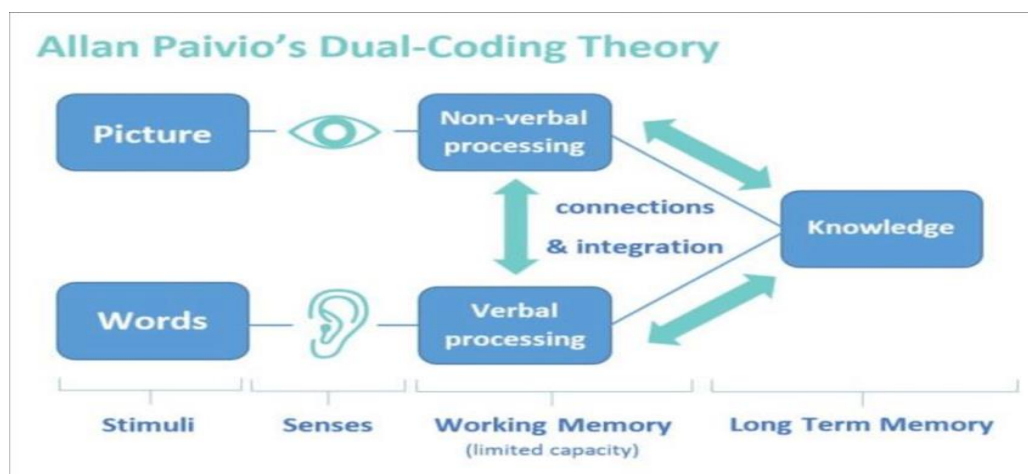 Allan Paivio's Dual-Coding Theory
Picture
Non-verbal
processing
connections
& integration
Knowledge
Words
Verbal
processing
Stimuli
Senses
Working Memory
(limited capacity)
Long Term Memory